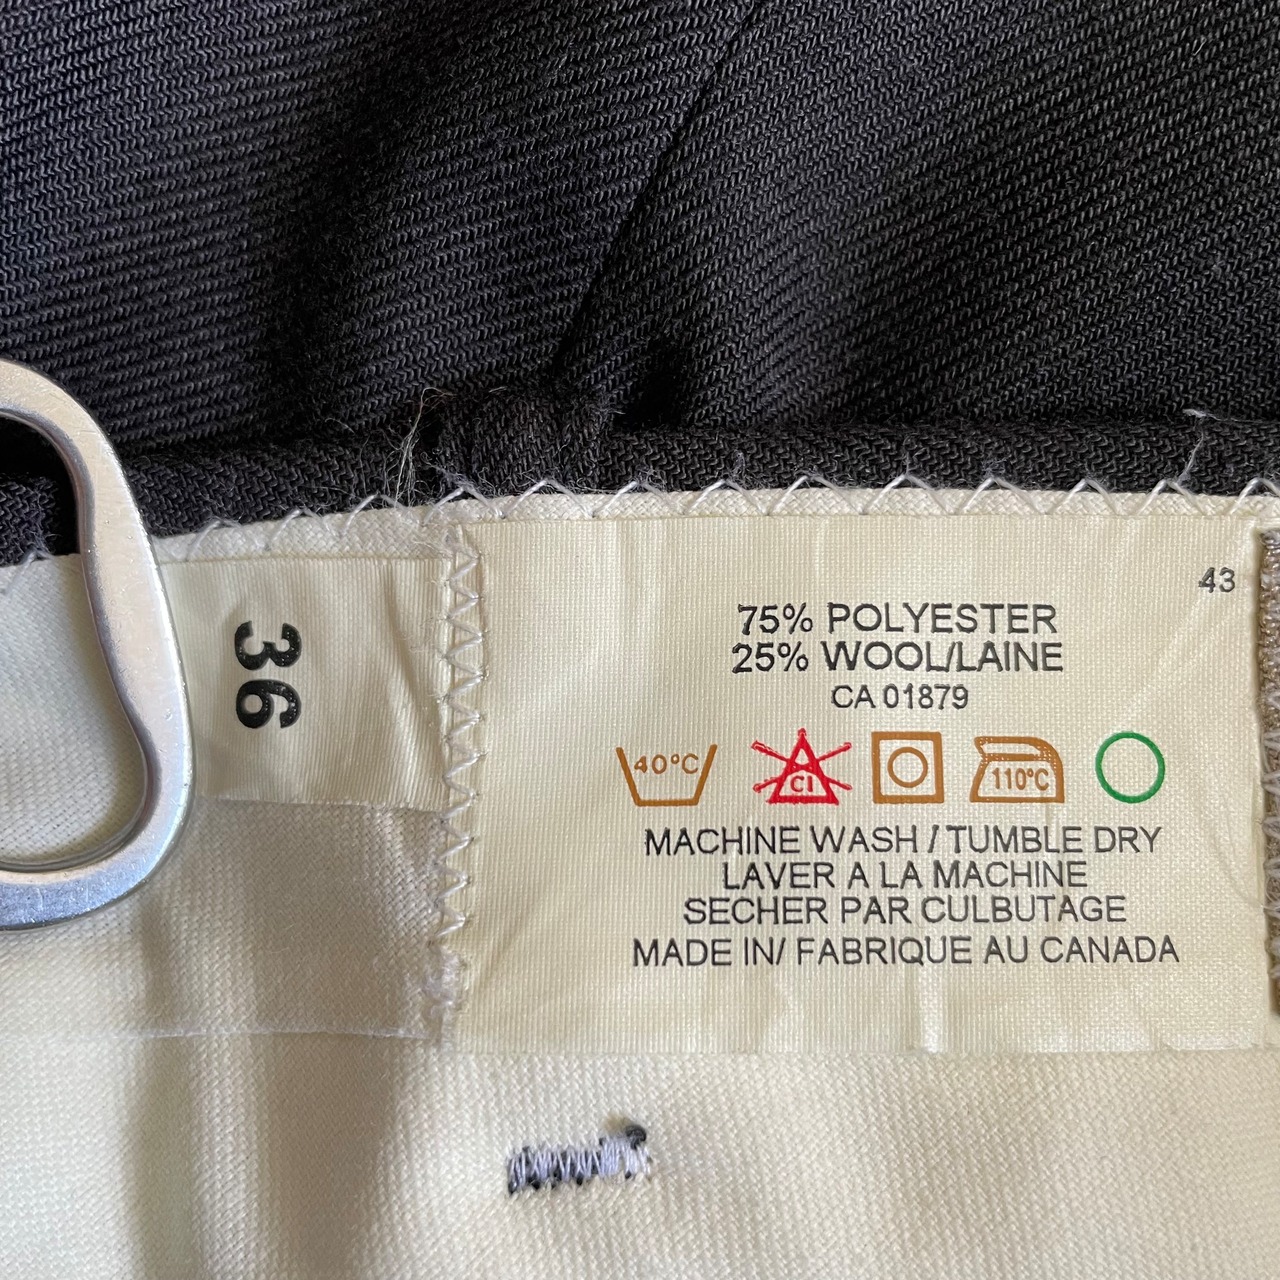 36
43
75% POLYESTER
25% WOOL/LAINE
CA 01879
40°C Cl 110°C
MACHINE WASH / TUMBLE DRY
LAVER A LA MACHINE
SECHER PAR CULBUTAGE
MADE IN/ FABRIQUE AU CANADA